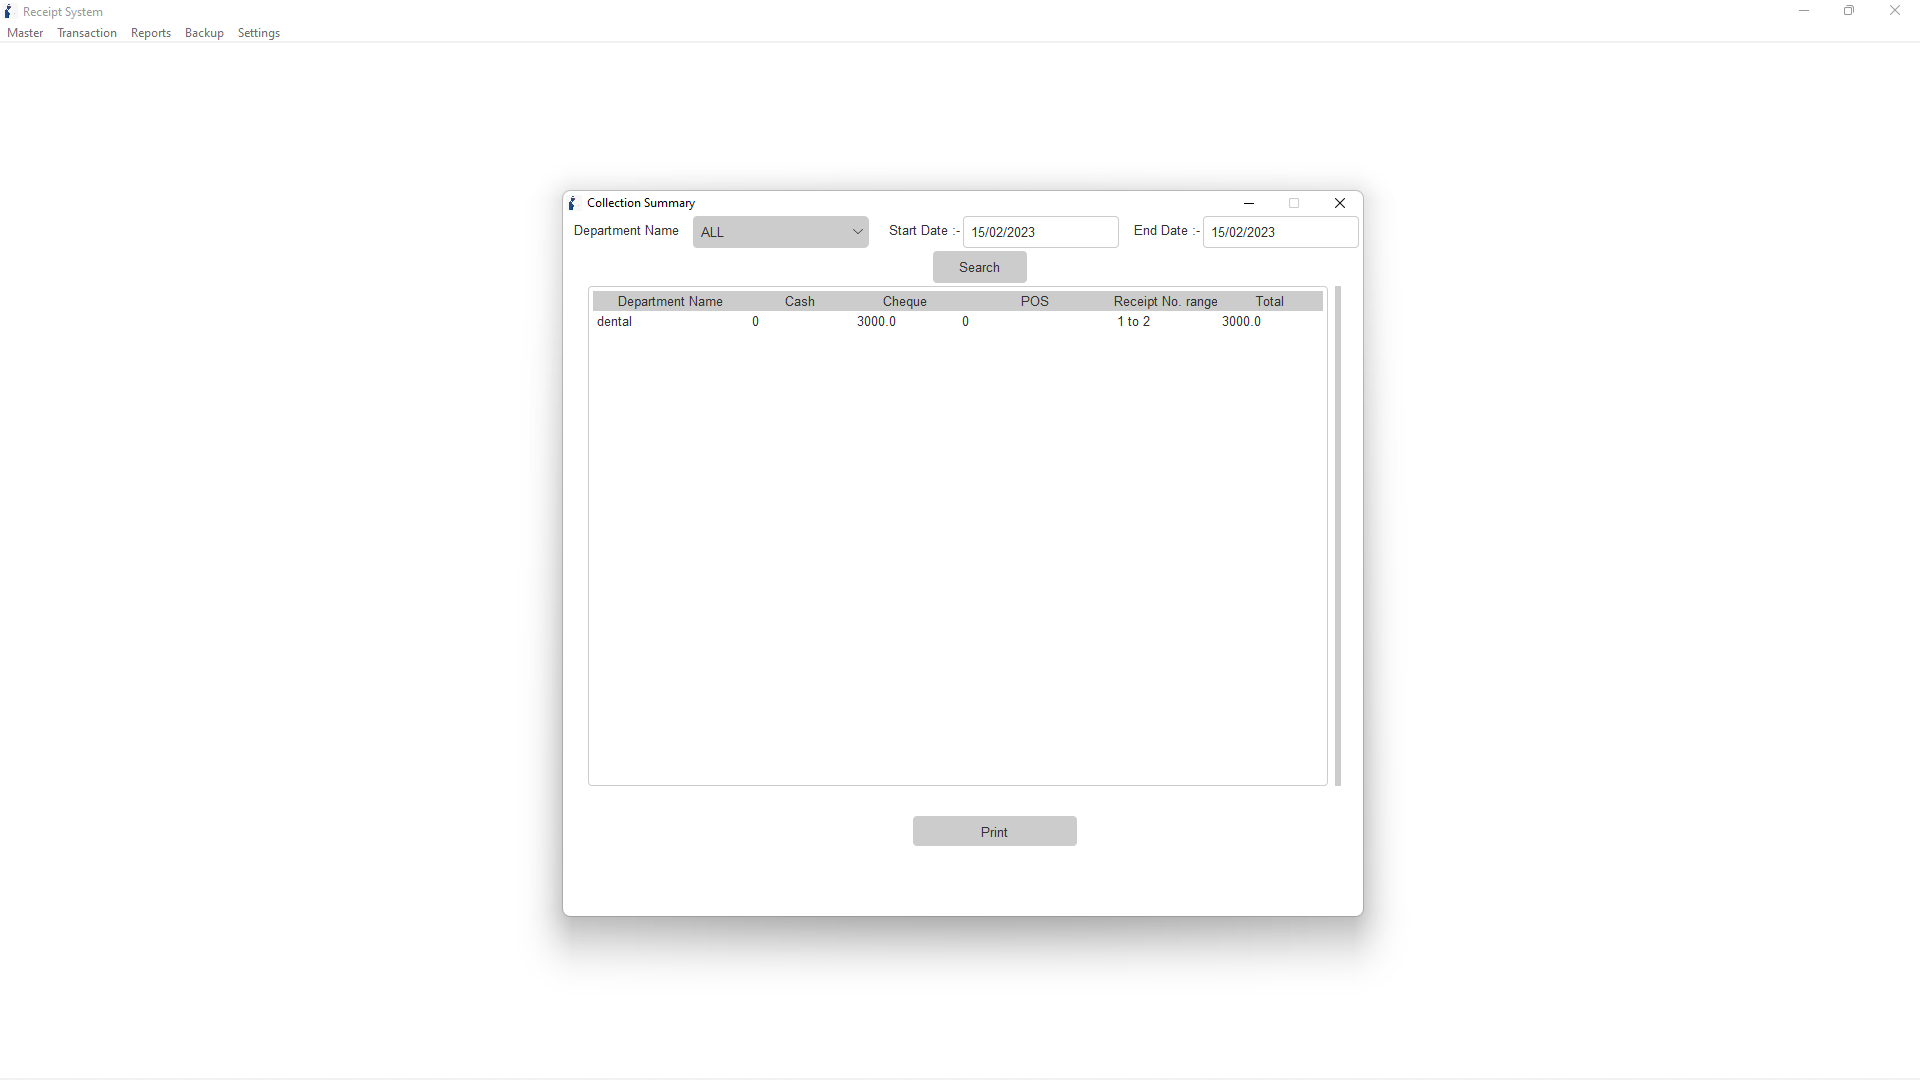 Receipt System
Master Transaction Reports Backup Settings
Collection Summary
Department Name ALL Start Date :- 15/02/2023 End Date :- 15/02/2023
Search
Department Name Cash Cheque POS Receipt No. range Total
dental 0 3000.0 0 1 to 2 3000.0
Print